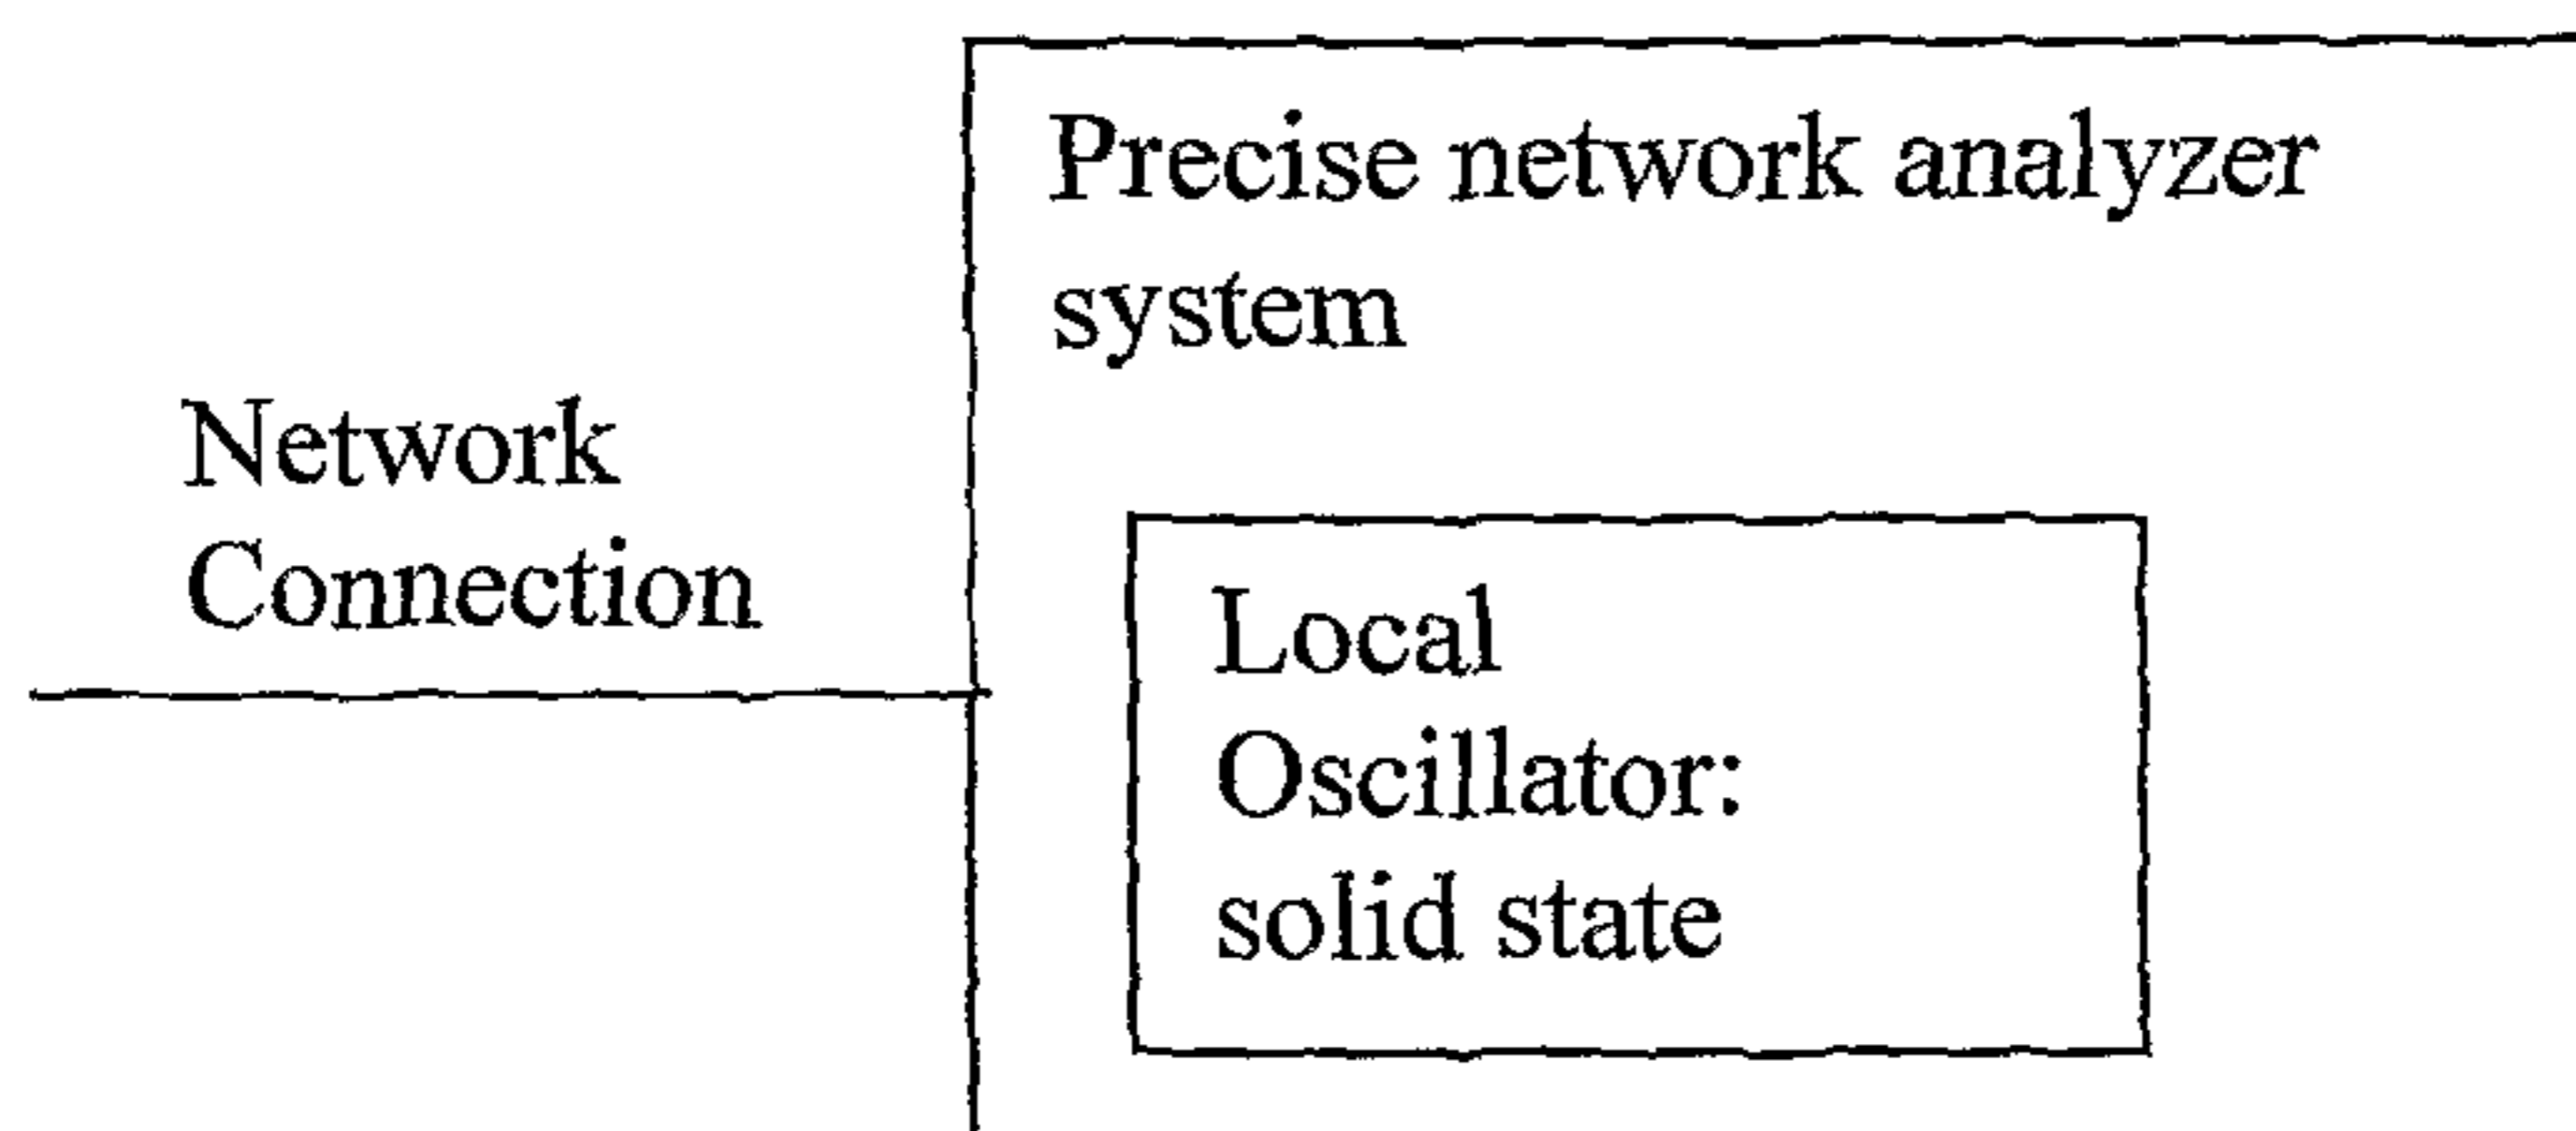 Precise network analyzer
system
Network
Connection
Local
Oscillator:
solid state